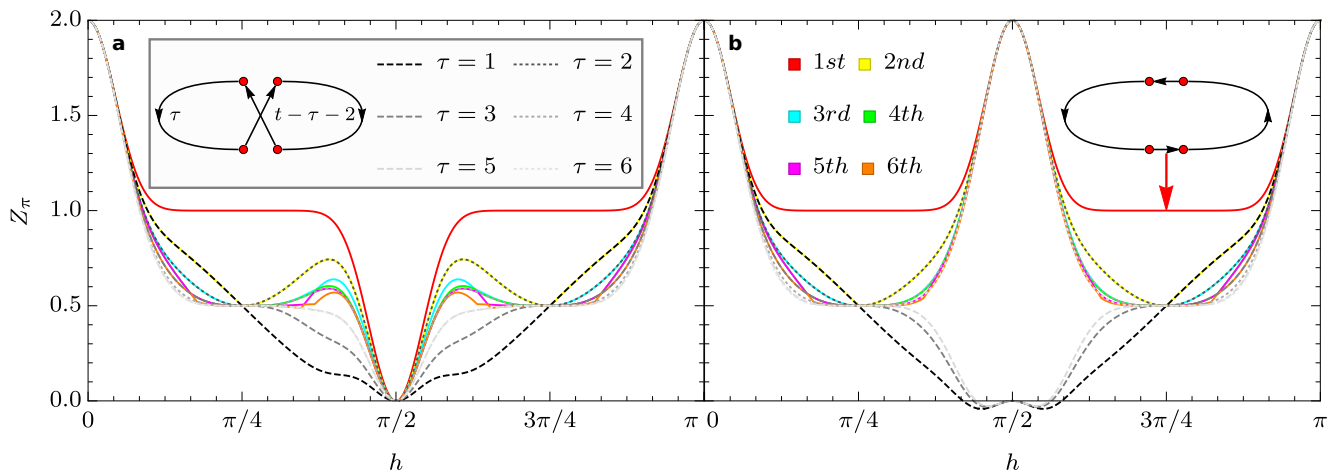 2.0
1.5
1.0
0.5
0.0
Z_π
a
τ
t − τ − 2
τ = 1 τ = 2
τ = 3 τ = 4
τ = 5 τ = 6
0 π/4 π/2 3π/4 π
h
b
1st 2nd
3rd 4th
5th 6th
0 π/4 π/2 3π/4 π
h